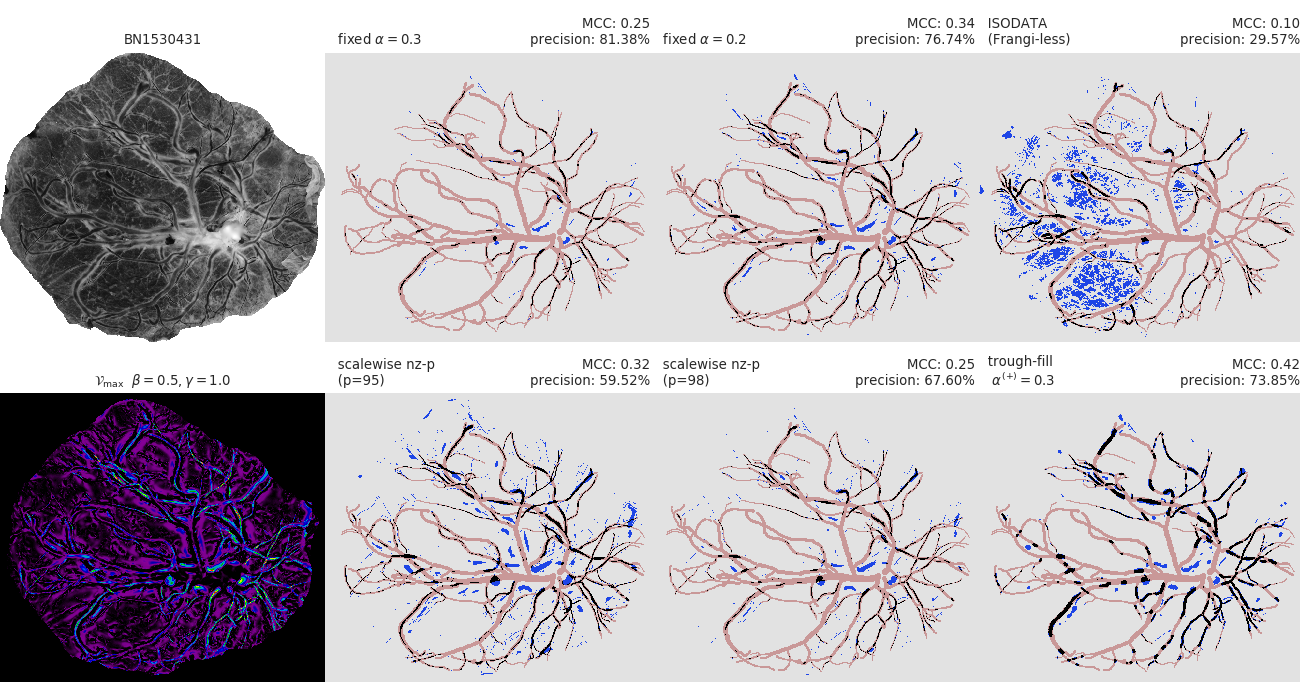 BN1530431
fixed α = 0.3
MCC: 0.25
precision: 81.38%
fixed α = 0.2
MCC: 0.34
precision: 76.74%
ISODATA
(Frangi-less)
MCC: 0.10
precision: 29.57%
𝒱max β = 0.5, γ = 1.0
scalewise nz-p
(p=95)
MCC: 0.32
precision: 59.52%
scalewise nz-p
(p=98)
MCC: 0.25
precision: 67.60%
trough-fill
α(+) = 0.3
MCC: 0.42
precision: 73.85%